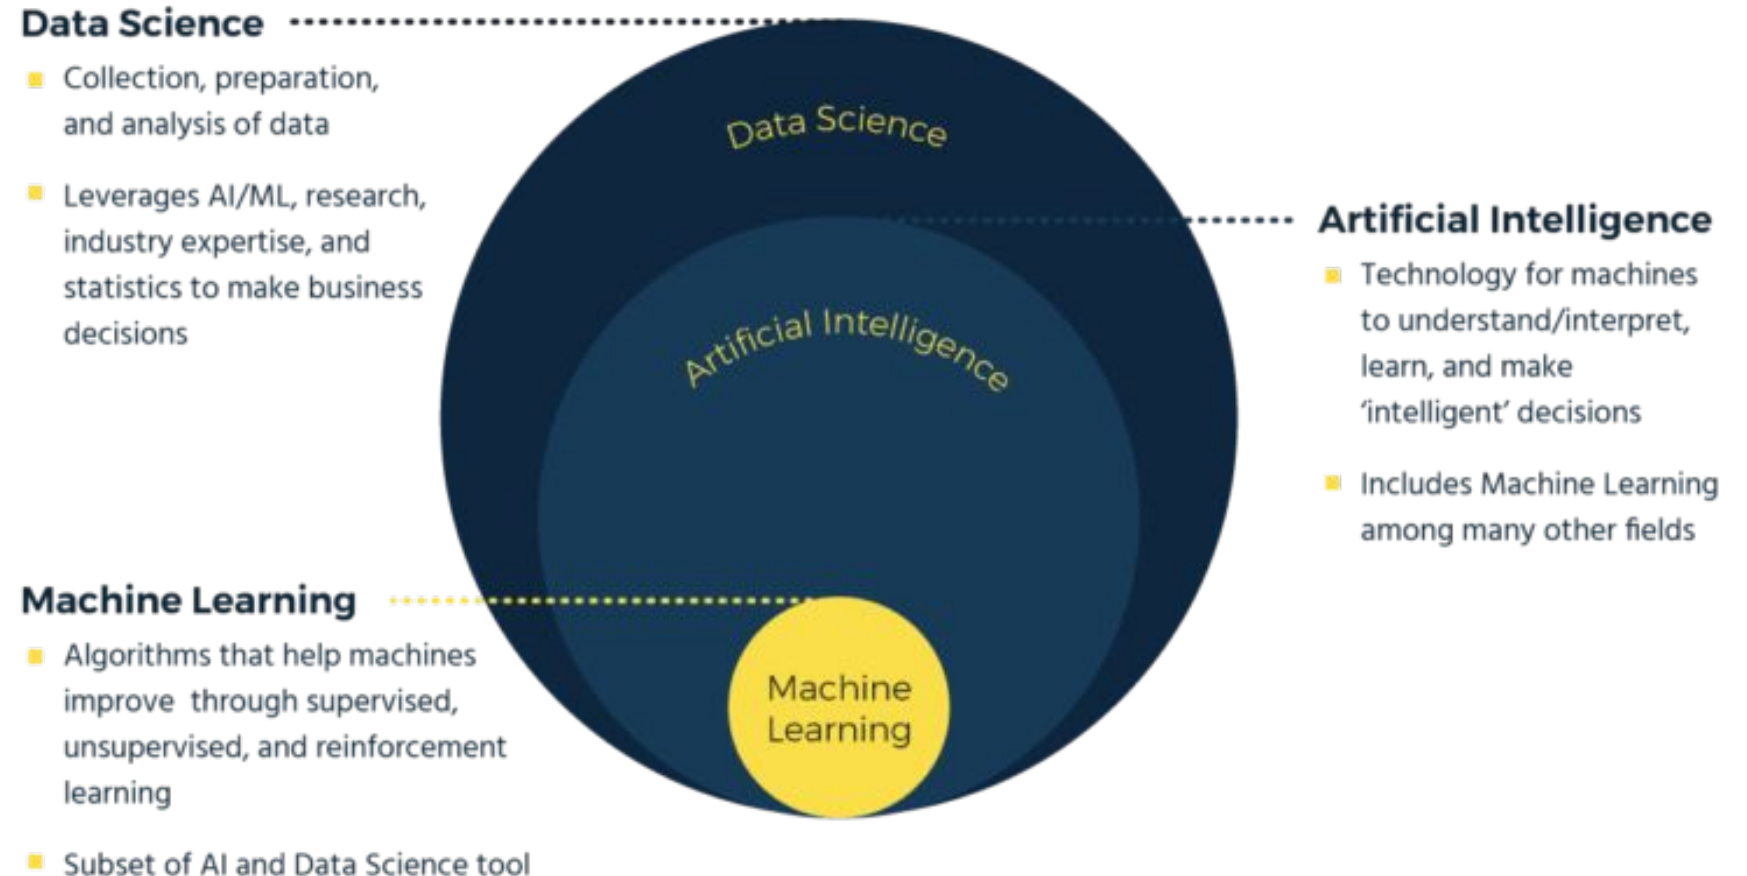 Data Science
Collection, preparation,
and analysis of data
Leverages AI/ML, research,
industry expertise, and
statistics to make business
decisions
Data Science
Artificial Intelligence
Artificial Intelligence
Technology for machines
to understand/interpret,
learn, and make
‘intelligent’ decisions
Includes Machine Learning
among many other fields
Machine Learning
Algorithms that help machines
improve  through supervised,
unsupervised, and reinforcement
learning
Subset of AI and Data Science tool
Machine
Learning